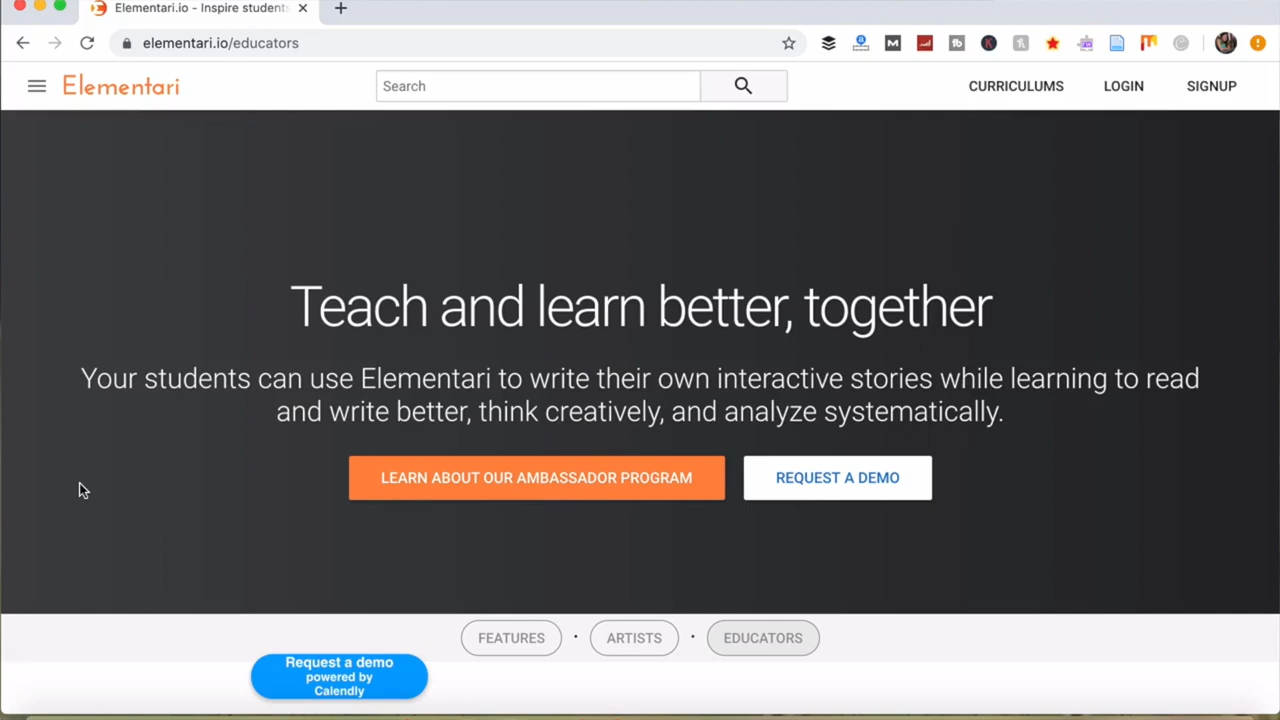 Elementari.io - Inspire students
elementari.io/educators
Elementari
Search
CURRICULUMS
LOGIN
SIGNUP
Teach and learn better, together
Your students can use Elementari to write their own interactive stories while learning to read
and write better, think creatively, and analyze systematically.
LEARN ABOUT OUR AMBASSADOR PROGRAM
REQUEST A DEMO
FEATURES
ARTISTS
EDUCATORS
Request a demo
powered by
Calendly